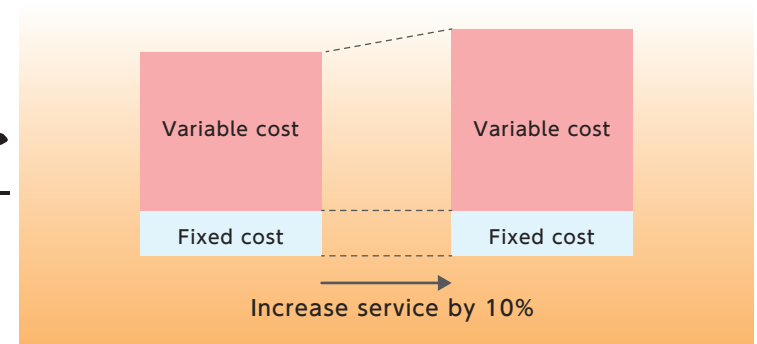 Variable cost
Variable cost
Fixed cost
Fixed cost
Increase service by 10%